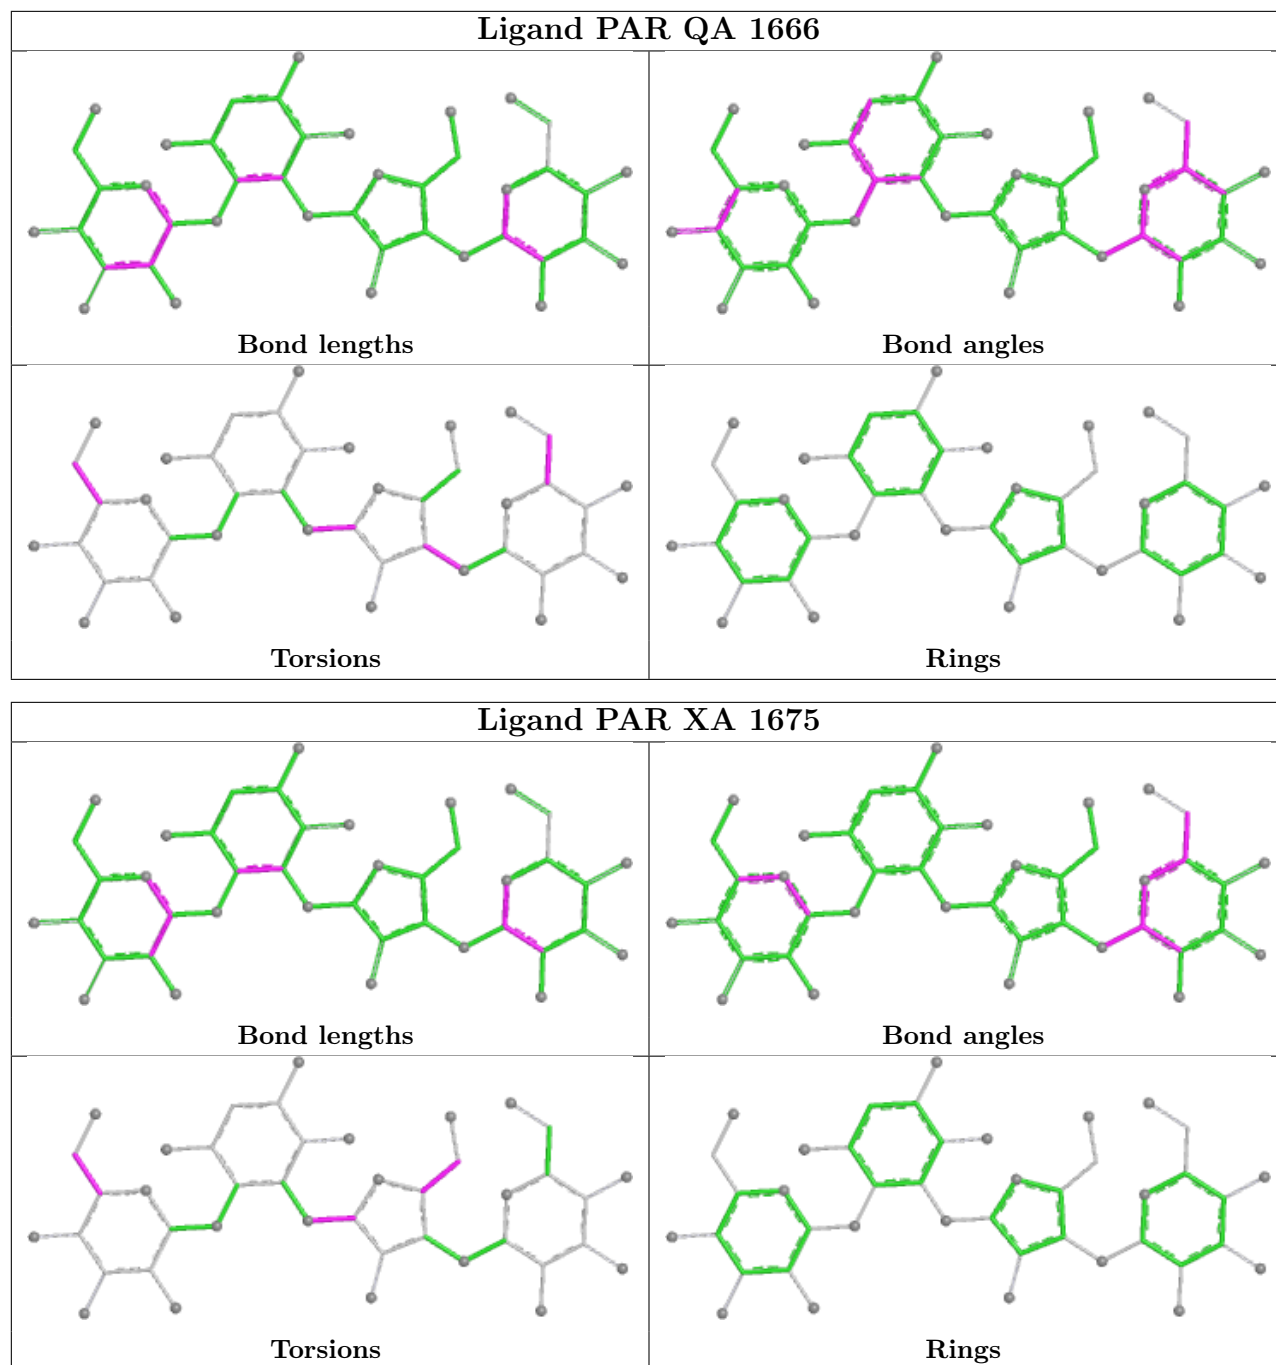 Ligand PAR QA 1666
Bond lengths
Bond angles
Torsions
Rings
Ligand PAR XA 1675
Bond lengths
Bond angles
Torsions
Rings